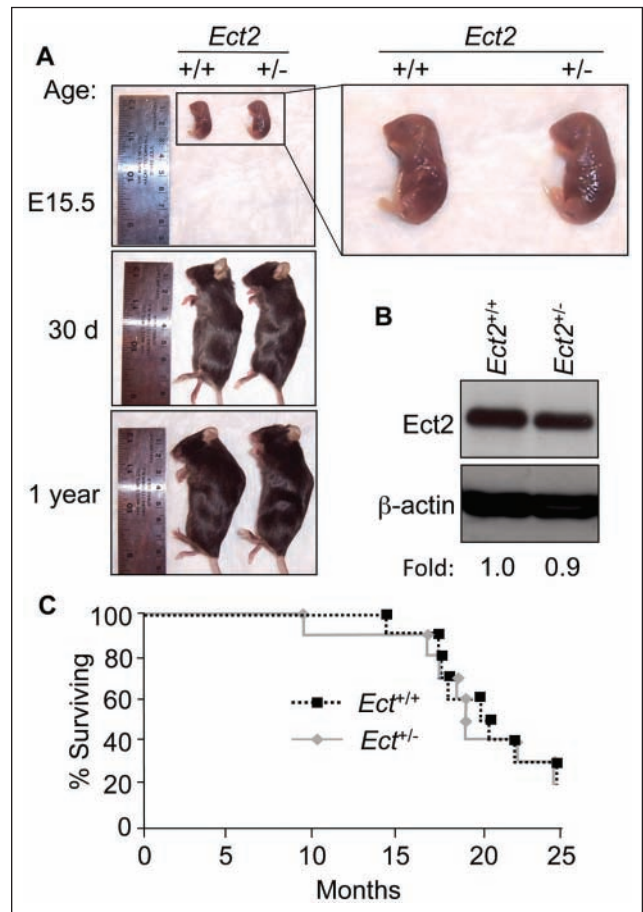 Ect2
Ect2
A
+/+ +/-
+/+ +/-
Age:
E15.5
30 d
1 year
B
Ect2+/+
Ect2+/-
Ect2
β-actin
Fold: 1.0 0.9
C
% Surviving
100
80
60
40
20
0
Ect+/+
Ect+/-
0 5 10 15 20 25
Months